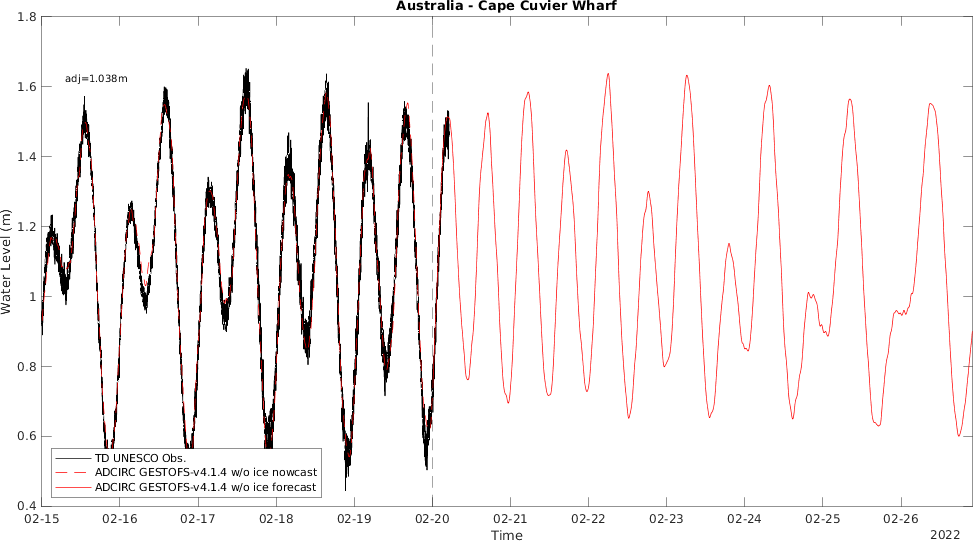 Australia - Cape Cuvier Wharf
1.8
1.6
1.4
1.2
1
0.8
0.6
0.4
Water Level (m)
adj=1.038m
TD UNESCO Obs.
ADCIRC GESTOFS-v4.1.4 w/o ice nowcast
ADCIRC GESTOFS-v4.1.4 w/o ice forecast
02-15 02-16 02-17 02-18 02-19 02-20 02-21 02-22 02-23 02-24 02-25 02-26
Time
2022